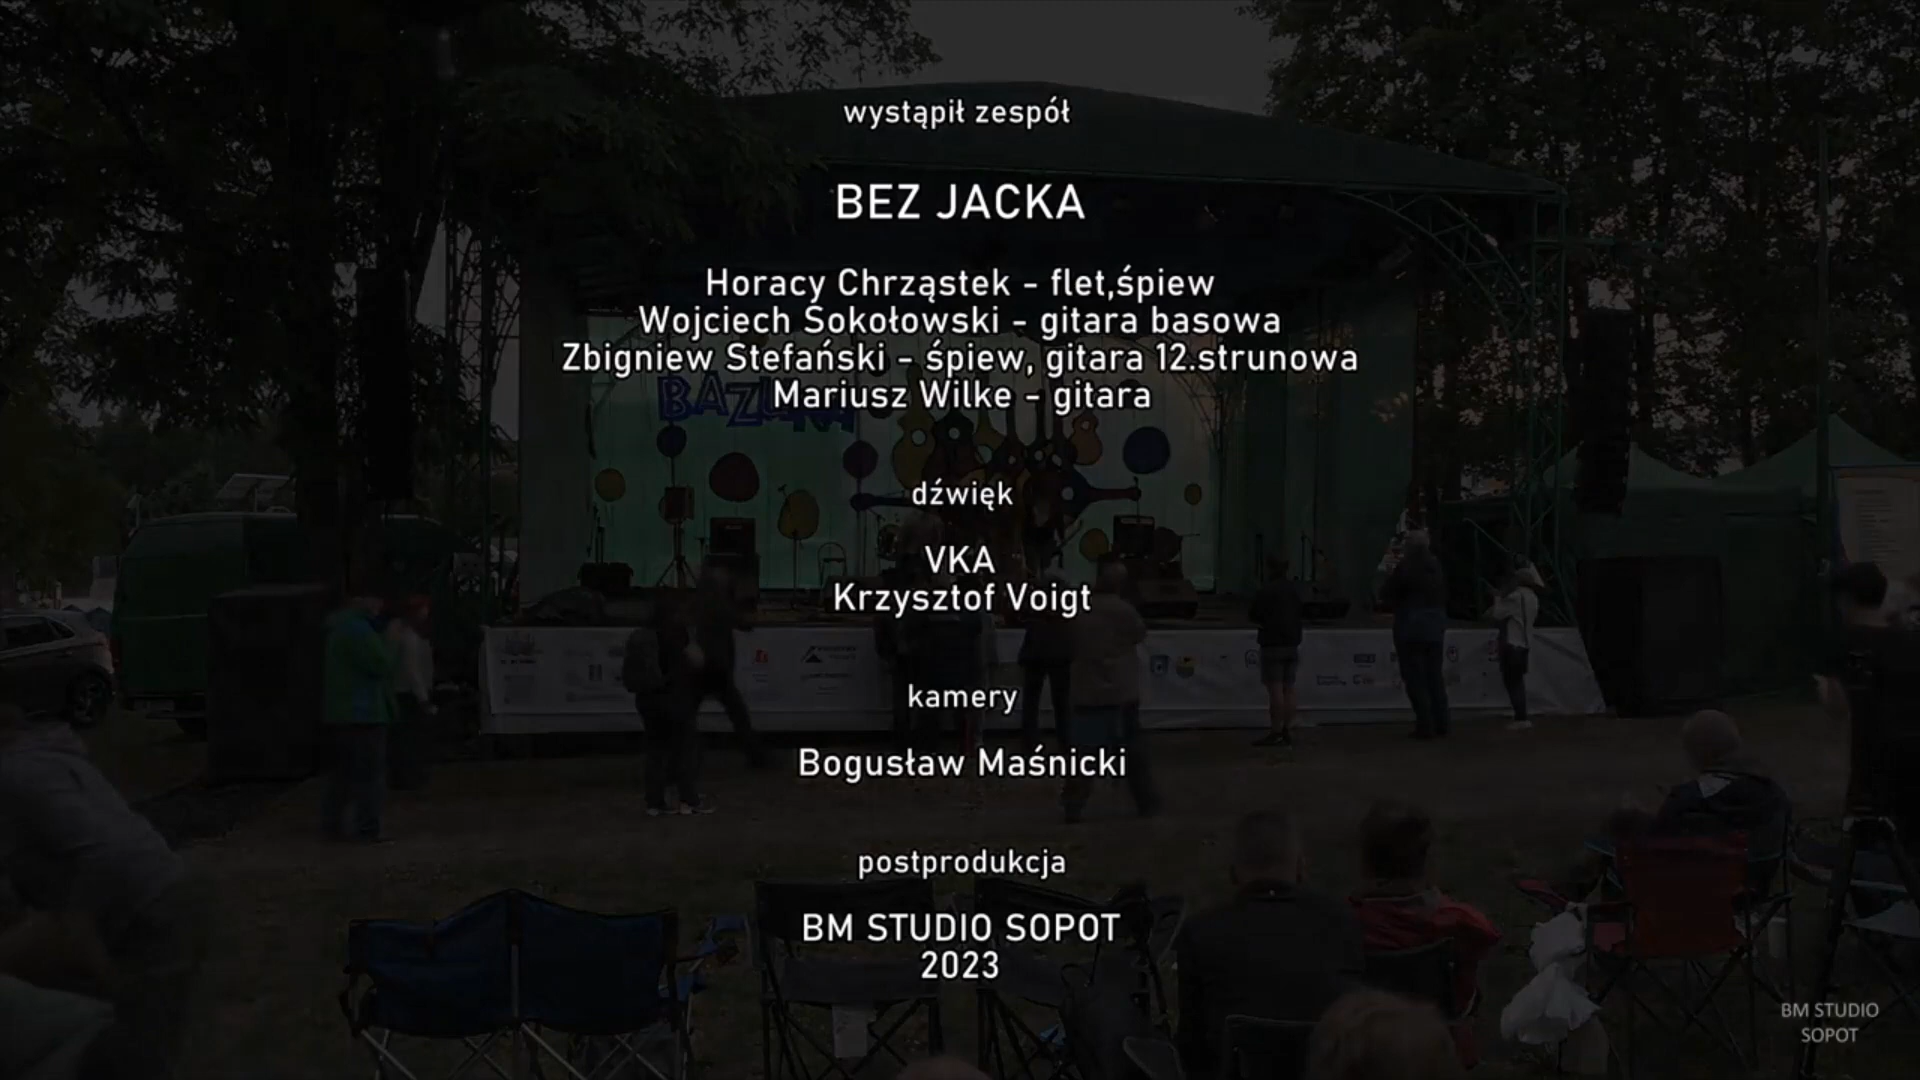 wystąpił zespół
BEZ JACKA
Horacy Chrząstek - flet,śpiew
Wojciech Sokołowski - gitara basowa
Zbigniew Stefański - śpiew, gitara 12.strunowa
Mariusz Wilke - gitara
BAZUNA
dźwięk
VKA
Krzysztof Voigt
kamery
Bogusław Maśnicki
postprodukcja
BM STUDIO SOPOT
2023
BM STUDIO
SOPOT